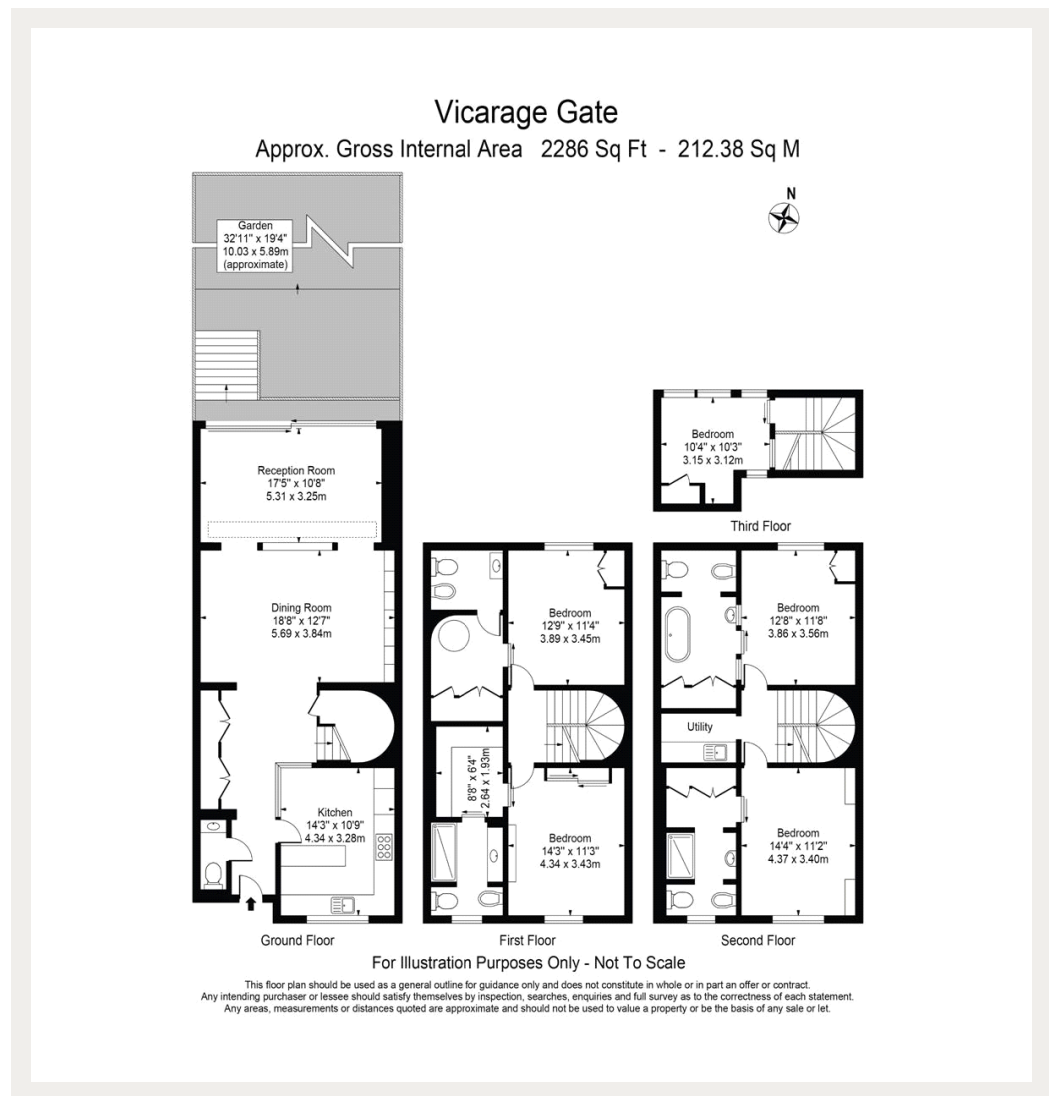 Vicarage Gate
Approx. Gross Internal Area 2286 Sq Ft - 212.38 Sq M
N
Garden
32'11" x 19'4"
10.03 x 5.89m
(approximate)
Reception Room
17'5" x 10'8"
5.31 x 3.25m
Dining Room
18'8" x 12'7"
5.69 x 3.84m
Kitchen
14'3" x 10'9"
4.34 x 3.28m
Ground Floor
Bedroom
12'9" x 11'4"
3.89 x 3.45m
8'8" x 6'4"
2.64 x 1.93m
Bedroom
14'3" x 11'3"
4.34 x 3.43m
First Floor
Bedroom
10'4" x 10'3"
3.15 x 3.12m
Third Floor
Bedroom
12'8" x 11'8"
3.86 x 3.56m
Utility
Bedroom
14'4" x 11'2"
4.37 x 3.40m
Second Floor
For Illustration Purposes Only - Not To Scale
This floor plan should be used as a general outline for guidance only and does not constitute in whole or in part an offer or contract.
Any intending purchaser or lessee should satisfy themselves by inspection, searches, enquiries and full survey as to the correctness of each statement.
Any areas, measurements or distances quoted are approximate and should not be used to value a property or be the basis of any sale or let.